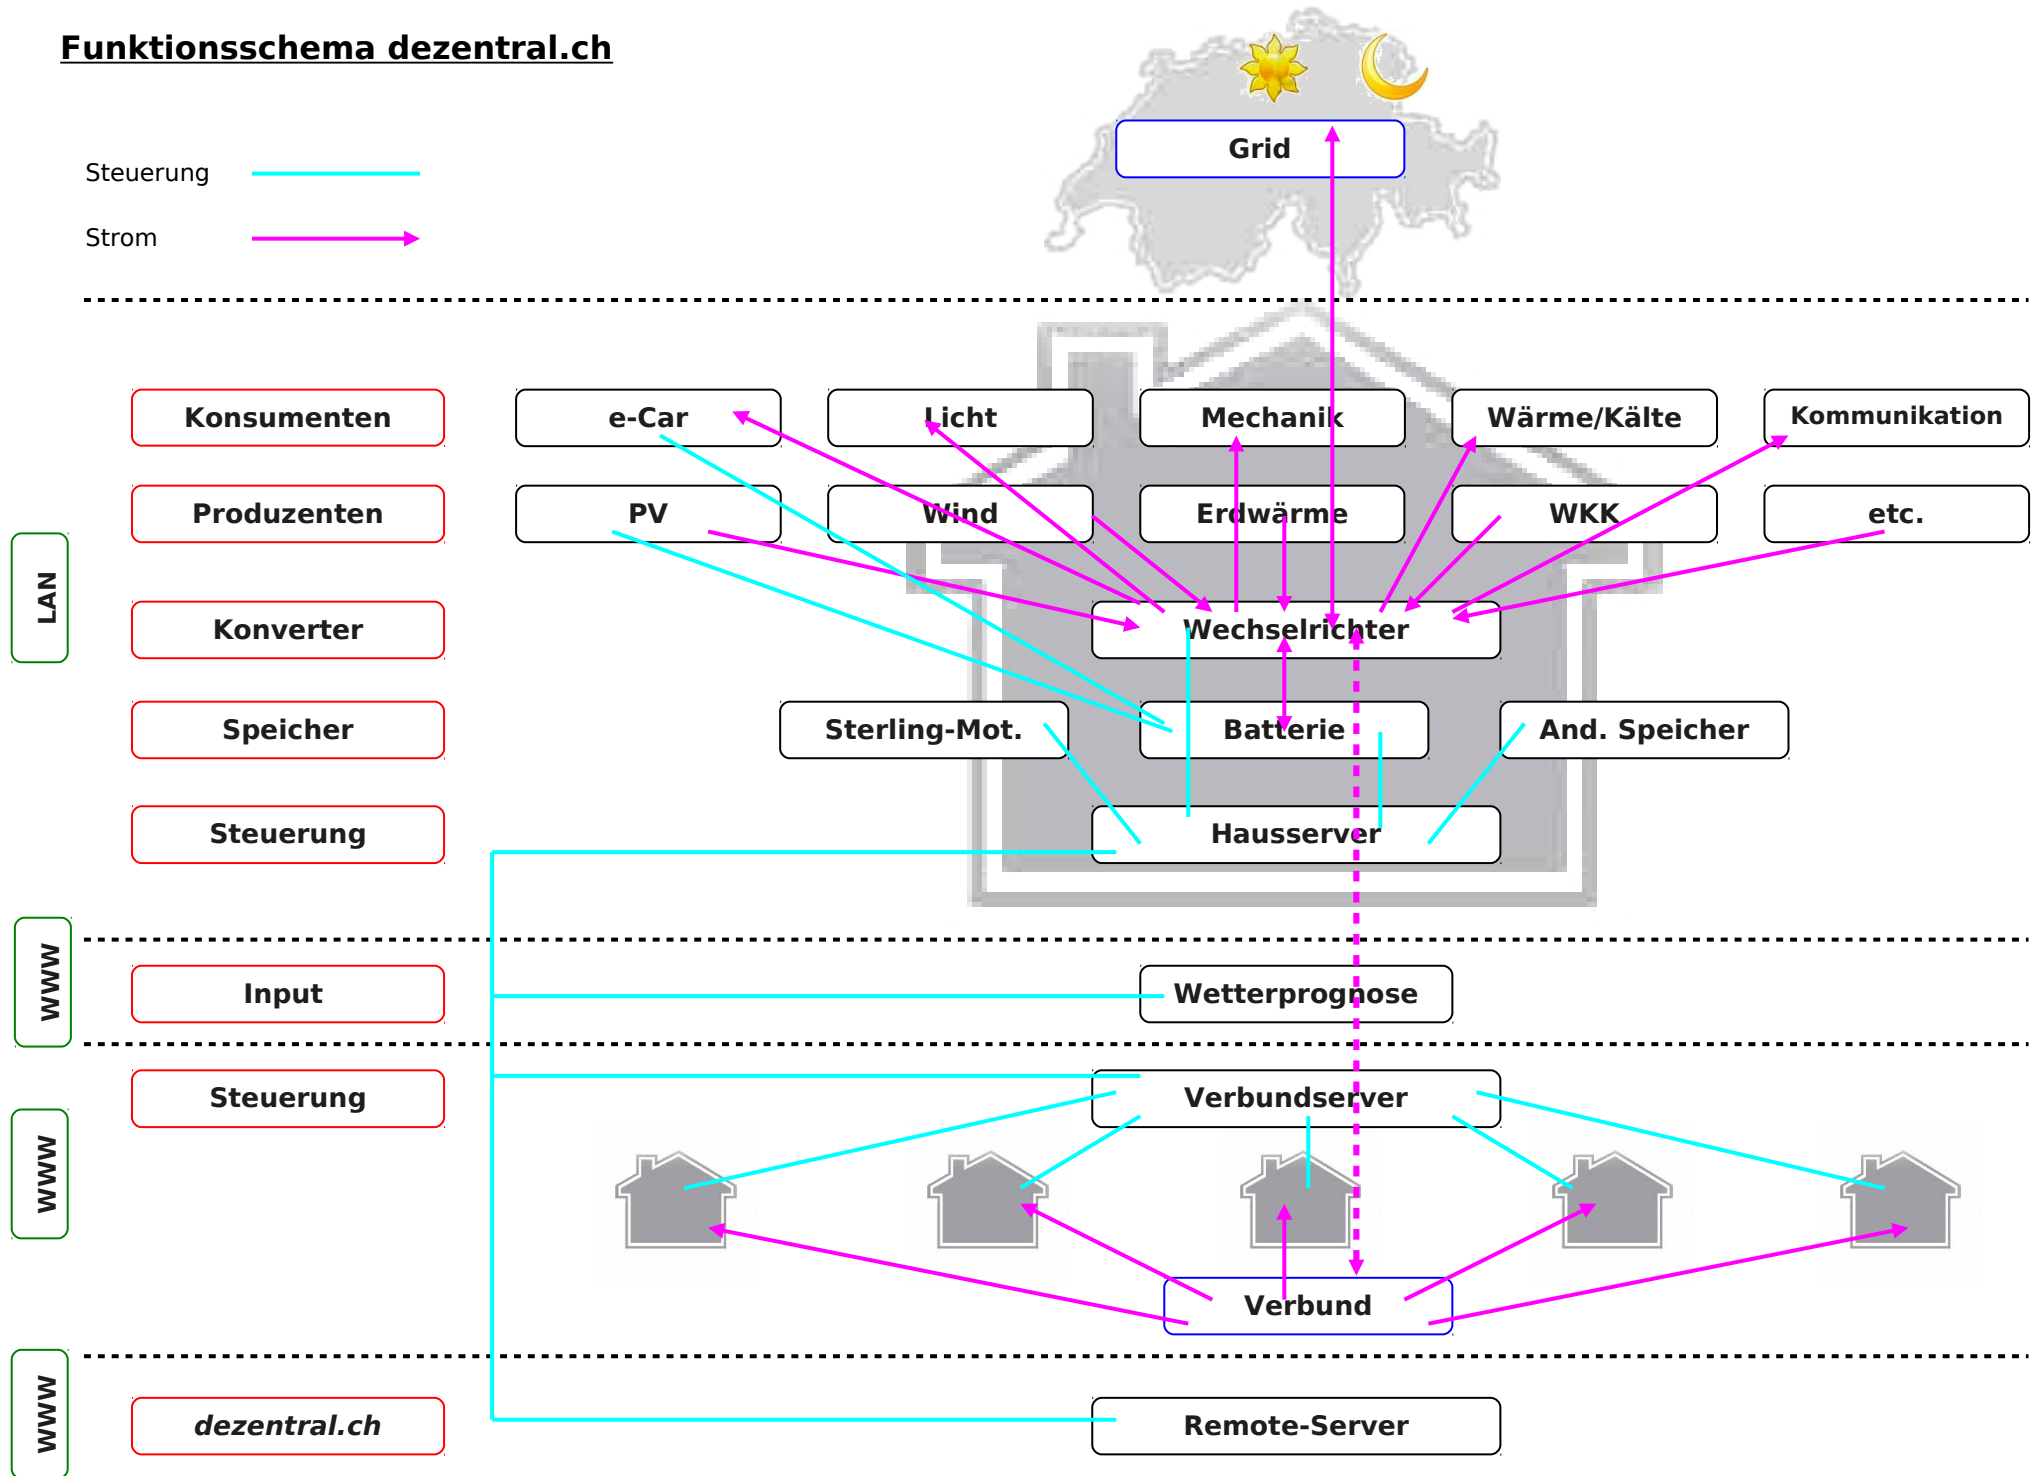 Funktionsschema dezentral.ch
Grid
Steuerung
Strom
Konsumenten
e-Car
Licht
Mechanik
Wärme/Kälte
Kommunikation
Produzenten
PV
Wind
Erdwärme
WKK
etc.
LAN
Konverter
Wechselrichter
Speicher
Sterling-Mot.
Batterie
And. Speicher
Steuerung
Hausserver
WWW
Input
Wetterprognose
Steuerung
Verbundserver
WWW
Verbund
WWW
dezentral.ch
Remote-Server